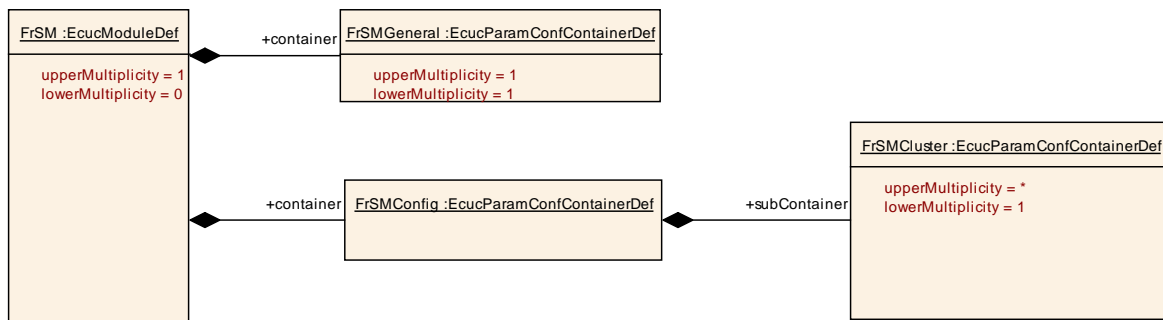 FrSM :EcucModuleDef
upperMultiplicity = 1
lowerMultiplicity = 0
+container
FrSMGeneral :EcucParamConfContainerDef
upperMultiplicity = 1
lowerMultiplicity = 1
+container
FrSMConfig :EcucParamConfContainerDef
+subContainer
FrSMCluster :EcucParamConfContainerDef
upperMultiplicity = *
lowerMultiplicity = 1